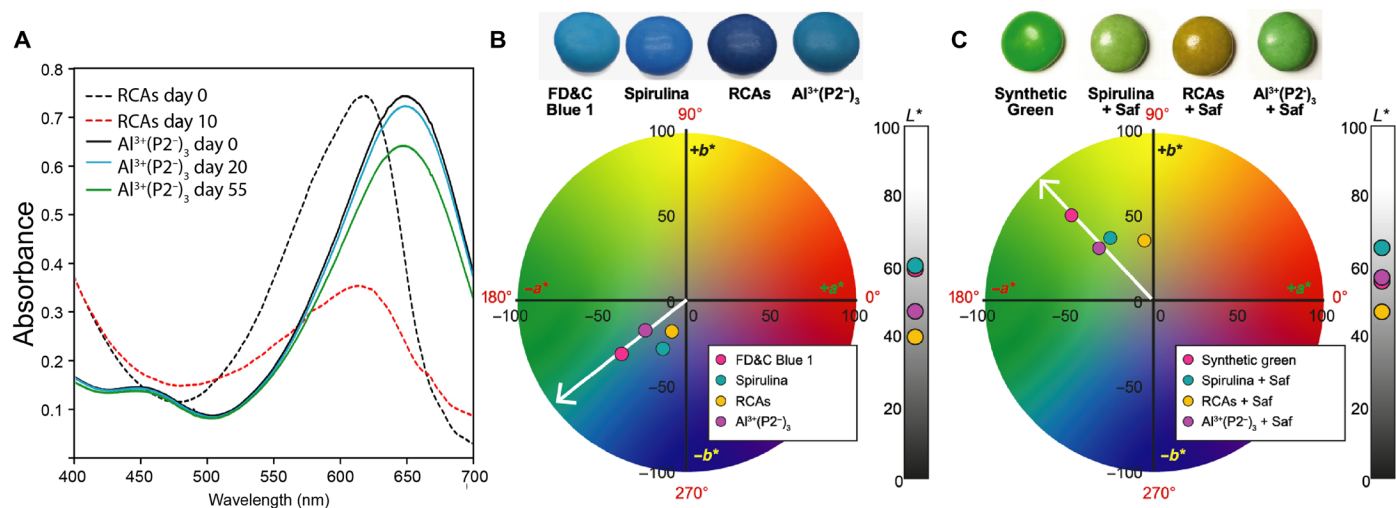 A
Absorbance
0.8
0.7
0.6
0.5
0.4
0.3
0.2
0.1
RCAs day 0
RCAs day 10
Al³⁺(P2⁻)₃ day 0
Al³⁺(P2⁻)₃ day 20
Al³⁺(P2⁻)₃ day 55
400 450 500 550 600 650 700
Wavelength (nm)
B
FD&C
Blue 1
Spirulina
RCAs
Al³⁺(P2⁻)₃
90°
100
+b*
50
180°
−a*
+a*
0°
−100 −50 0 0 50 100
−50
−b*
−100
270°
FD&C Blue 1
Spirulina
RCAs
Al³⁺(P2⁻)₃
L*
100
80
60
40
20
0
C
Synthetic
Green
Spirulina
+ Saf
RCAs
+ Saf
Al³⁺(P2⁻)₃
+ Saf
90°
100
+b*
50
180°
−a*
+a*
0°
−100 −50 0 0 50 100
−50
−b*
−100
270°
Synthetic green
Spirulina + Saf
RCAs + Saf
Al³⁺(P2⁻)₃ + Saf
L*
100
80
60
40
20
0